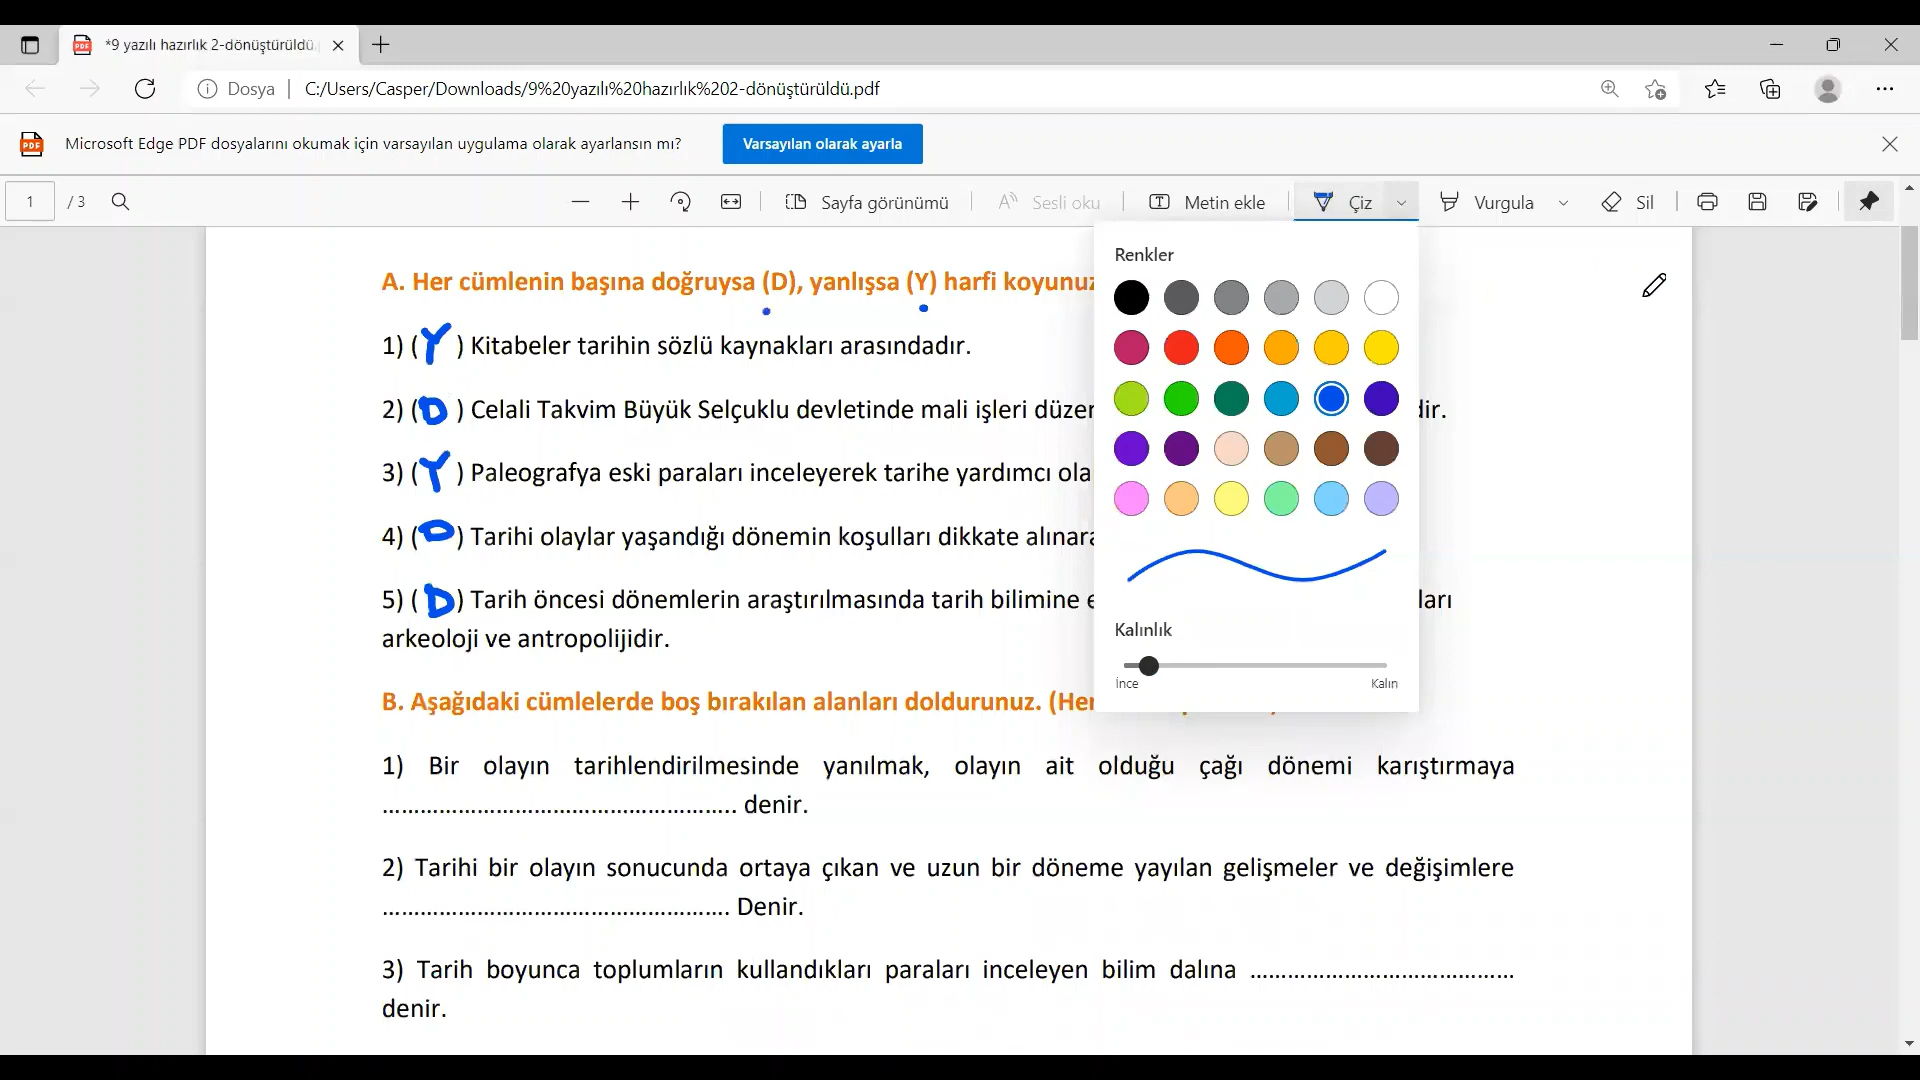 *9 yazılı hazırlık 2-dönüştürüldü.
Dosya | C:/Users/Casper/Downloads/9%20yazılı%20hazırlık%202-dönüştürüldü.pdf
PDF Microsoft Edge PDF dosyalarını okumak için varsayılan uygulama olarak ayarlansın mı? Varsayılan olarak ayarla
1 / 3 Sayfa görünümü Sesli oku Metin ekle Çiz Vurgula Sil
A. Her cümlenin başına doğruysa (D), yanlışsa (Y) harfi koyunuz
1) (Y) Kitabeler tarihin sözlü kaynakları arasındadır.
2) (D) Celali Takvim Büyük Selçuklu devletinde mali işleri düzen dir.
3) (Y) Paleografya eski paraları inceleyerek tarihe yardımcı ola
4) (D) Tarihi olaylar yaşandığı dönemin koşulları dikkate alınara
5) (D) Tarih öncesi dönemlerin araştırılmasında tarih bilimine e ları
arkeoloji ve antropolijidir.
B. Aşağıdaki cümlelerde boş bırakılan alanları doldurunuz. (Her
1) Bir olayın tarihlendirilmesinde yanılmak, olayın ait olduğu çağı dönemi karıştırmaya
........................................................ denir.
2) Tarihi bir olayın sonucunda ortaya çıkan ve uzun bir döneme yayılan gelişmeler ve değişimlere
....................................................... Denir.
3) Tarih boyunca toplumların kullandıkları paraları inceleyen bilim dalına ..........................................
denir.
Renkler
Kalınlık
İnce Kalın